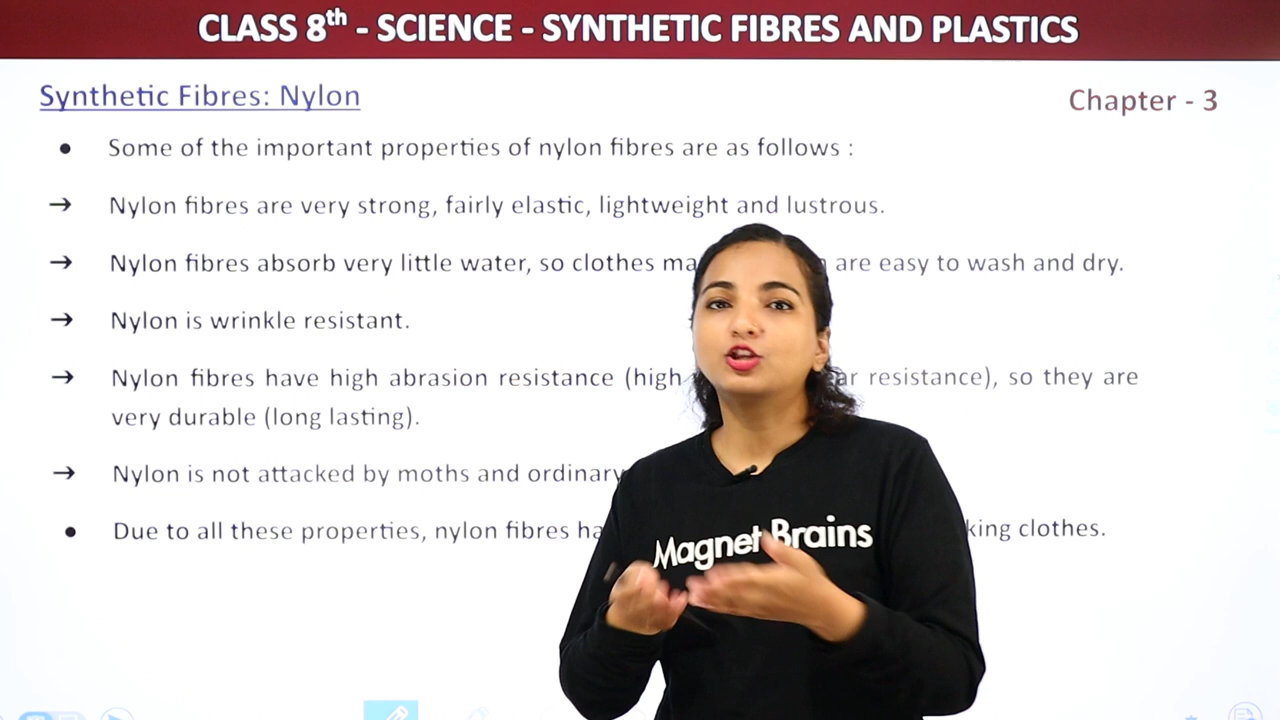 CLASS 8th - SCIENCE - SYNTHETIC FIBRES AND PLASTICS
Synthetic Fibres: Nylon
Chapter - 3
• Some of the important properties of nylon fibres are as follows :
→ Nylon fibres are very strong, fairly elastic, lightweight and lustrous.
→ Nylon fibres absorb very little water, so clothes are easy to wash and dry.
→ Nylon is wrinkle resistant.
→ Nylon fibres have high abrasion resistance (high resistance), so they are
very durable (long lasting).
→ Nylon is not attacked by moths and ordinary
• Due to all these properties, nylon fibres clothes.
Magnet Brains